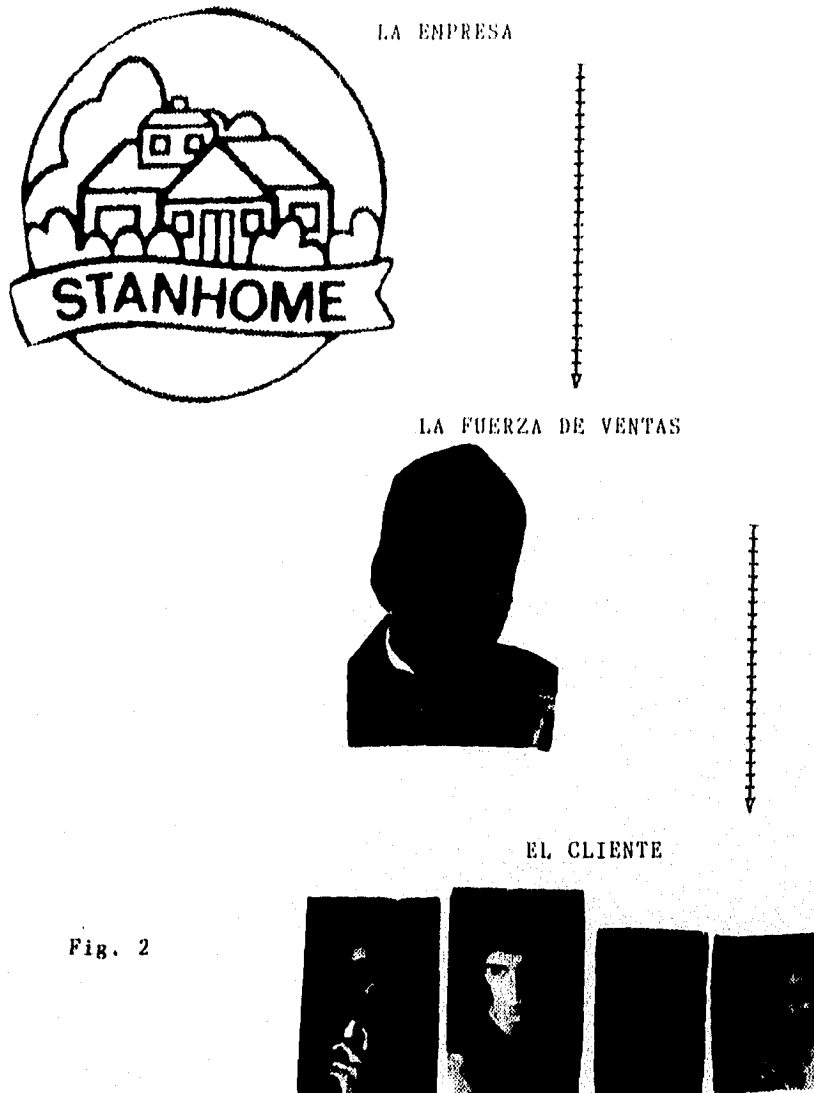 LA EMPRESA
STANHOME
LA FUERZA DE VENTAS
EL CLIENTE
Fig. 2